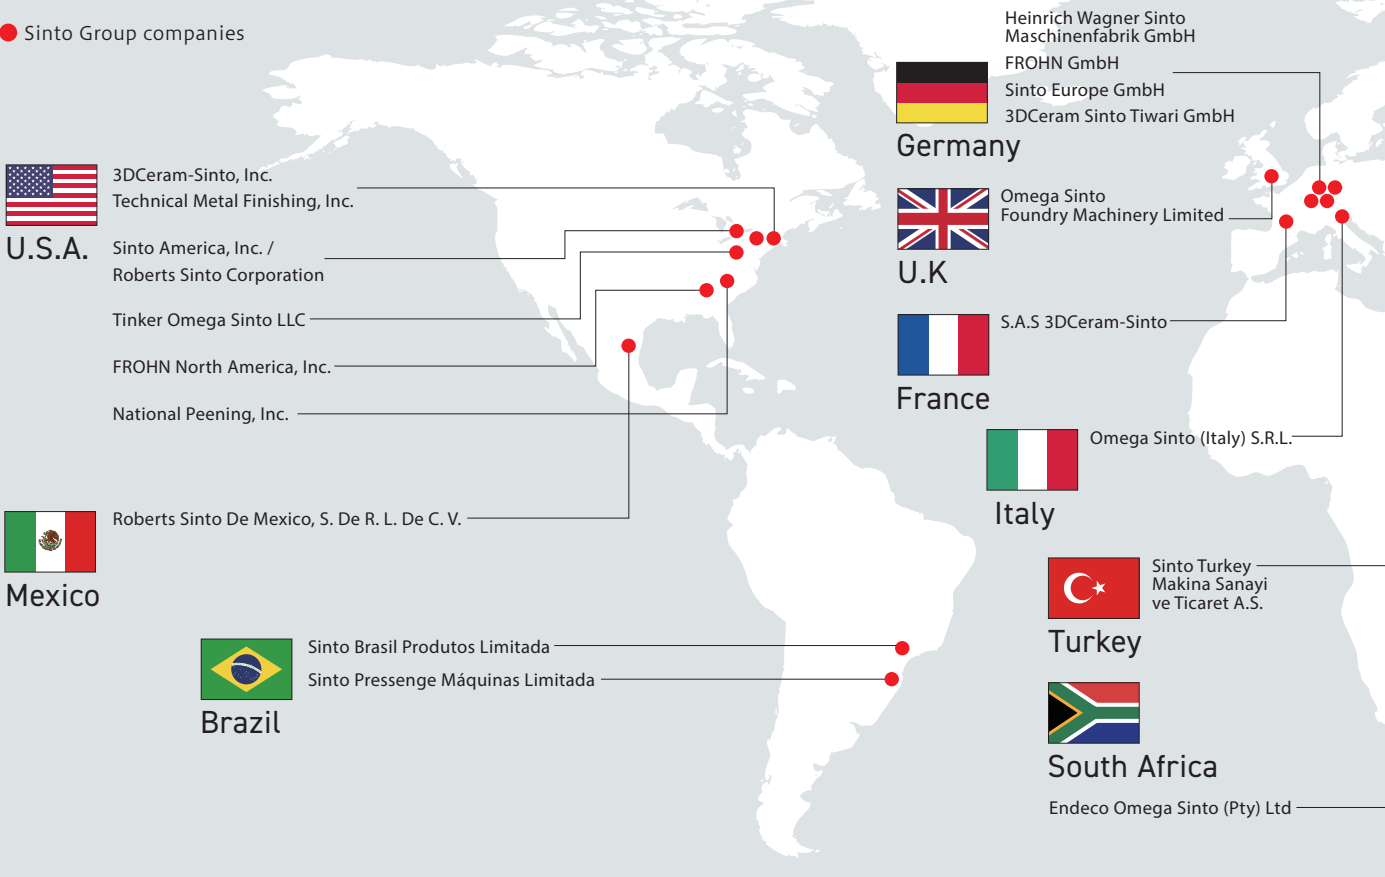 Sinto Group companies
U.S.A.
3DCeram-Sinto, Inc.
Technical Metal Finishing, Inc.
Sinto America, Inc. /
Roberts Sinto Corporation
Tinker Omega Sinto LLC
FROHN North America, Inc.
National Peening, Inc.
Mexico
Roberts Sinto De Mexico, S. De R. L. De C. V.
Brazil
Sinto Brasil Produtos Limitada
Sinto Pressenge Máquinas Limitada
Heinrich Wagner Sinto
Maschinenfabrik GmbH
FROHN GmbH
Sinto Europe GmbH
3DCeram Sinto Tiwari GmbH
Germany
Omega Sinto
Foundry Machinery Limited
U.K
S.A.S 3DCeram-Sinto
France
Omega Sinto (Italy) S.R.L.
Italy
Sinto Turkey
Makina Sanayi
ve Ticaret A.S.
Turkey
South Africa
Endeco Omega Sinto (Pty) Ltd